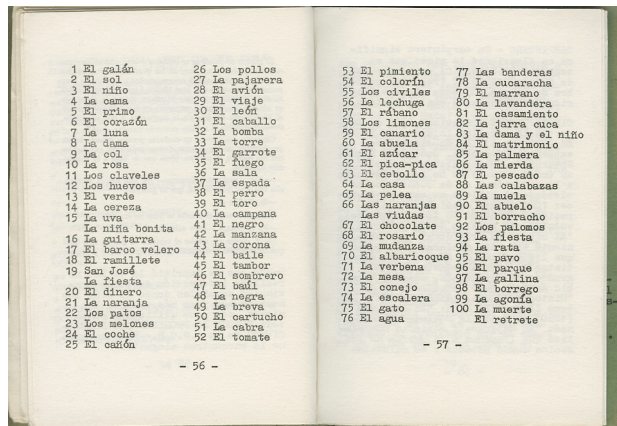 1 El galán
2 El sol
3 El niño
4 La cama
5 El primo
6 El corazón
7 La luna
8 La dama
9 La col
10 La rosa
11 Los claveles
12 Los huevos
13 El verde
14 La cereza
15 La uva
La niña bonita
16 La guitarra
17 El barco velero
18 El ramillete
19 San José
La fiesta
20 El dinero
21 La naranja
22 Los patos
23 Los melones
24 El coche
25 El cañón
26 Los pollos
27 La pajarera
28 El avión
29 El viaje
30 El león
31 El caballo
32 La bomba
33 La torre
34 El garrote
35 El fuego
36 La sala
37 La espada
38 El perro
39 El toro
40 La campana
41 El negro
42 La manzana
43 La corona
44 El baile
45 El tambor
46 El sombrero
47 El baúl
48 La negra
49 La breva
50 El cartucho
51 La cabra
52 El tomate
- 56 -
53 El pimiento
54 El colorín
55 Los civiles
56 La lechuga
57 El rábano
58 Los limones
59 El canario
60 La abuela
61 El azúcar
62 El pica-pica
63 El cebollo
64 La casa
65 La pelea
66 Las naranjas
Las viudas
67 El chocolate
68 El rosario
69 La mudanza
70 El albaricoque
71 La verbena
72 La mesa
73 El conejo
74 La escalera
75 El gato
76 El agua
77 Las banderas
78 La cucaracha
79 El marrano
80 La lavandera
81 El casamiento
82 La jarra cuca
83 La dama y el niño
84 El matrimonio
85 La palmera
86 La mierda
87 El pescado
88 Las calabazas
89 La muela
90 El abuelo
91 El borracho
92 Los palomos
93 La fiesta
94 La rata
95 El pavo
96 El parque
97 La gallina
98 El borrego
99 La agonía
100 La muerte
El retrete
- 57 -